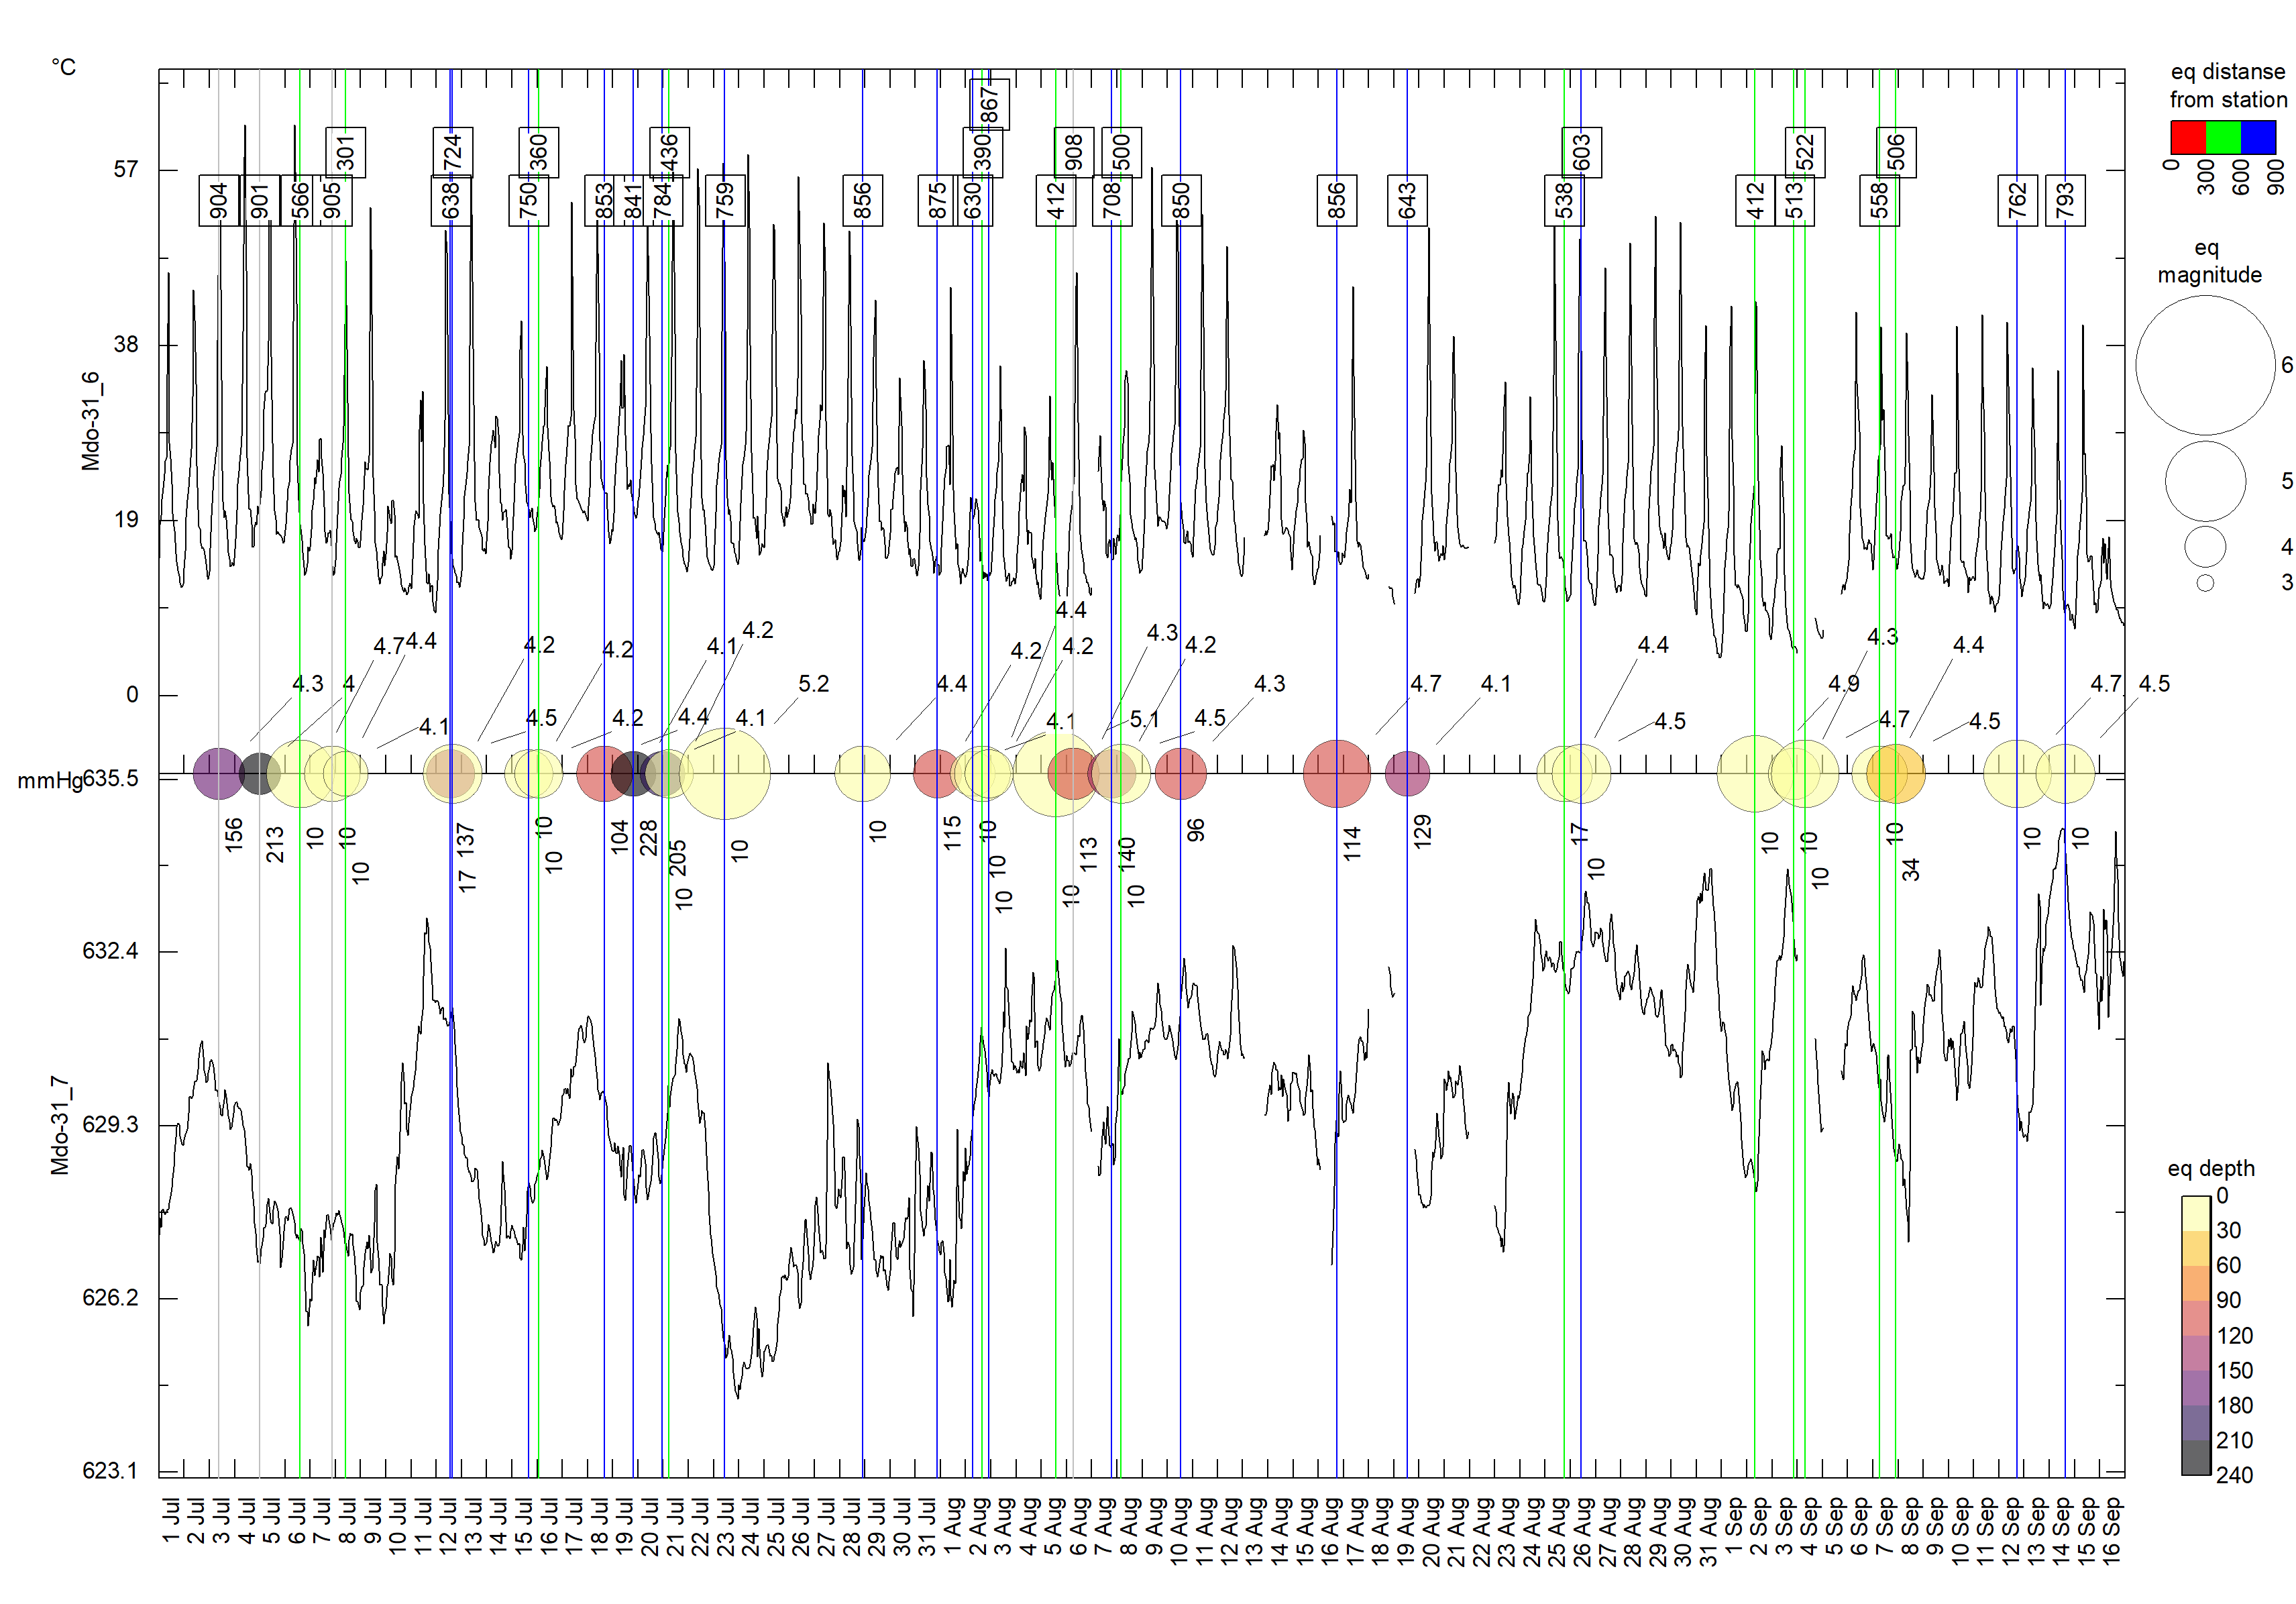 °C
eq distanse
from station
0
300
600
900
867
301
724
360
436
390
908
500
603
522
506
904
901
566
905
638
750
853
841
784
759
856
875
630
412
708
850
856
643
538
412
513
558
762
793
57
38
19
0
Mdo-31_6
eq
magnitude
6
5
4
3
4.4
4.7
4.4
4.2
4.2
4.1
4.2
4.2
4.2
4.3
4.2
4.4
4.3
4.4
4.3
4
5.2
4.4
4.3
4.7
4.1
4.9
4.7
4.5
4.1
4.5
4.2
4.4
4.1
4.1
5.1
4.5
4.5
4.7
4.5
mmHg
635.5
156
213
10
10
10
137
17
10
10
104
228
205
10
10
10
115
10
10
10
10
113
140
10
96
114
129
17
10
10
10
10
10
34
10
10
632.4
629.3
626.2
623.1
Mdo-31_7
eq depth
0
30
60
90
120
150
180
210
240
1 Jul
2 Jul
3 Jul
4 Jul
5 Jul
6 Jul
7 Jul
8 Jul
9 Jul
10 Jul
11 Jul
12 Jul
13 Jul
14 Jul
15 Jul
16 Jul
17 Jul
18 Jul
19 Jul
20 Jul
21 Jul
22 Jul
23 Jul
24 Jul
25 Jul
26 Jul
27 Jul
28 Jul
29 Jul
30 Jul
31 Jul
1 Aug
2 Aug
3 Aug
4 Aug
5 Aug
6 Aug
7 Aug
8 Aug
9 Aug
10 Aug
11 Aug
12 Aug
13 Aug
14 Aug
15 Aug
16 Aug
17 Aug
18 Aug
19 Aug
20 Aug
21 Aug
22 Aug
23 Aug
24 Aug
25 Aug
26 Aug
27 Aug
28 Aug
29 Aug
30 Aug
31 Aug
1 Sep
2 Sep
3 Sep
4 Sep
5 Sep
6 Sep
7 Sep
8 Sep
9 Sep
10 Sep
11 Sep
12 Sep
13 Sep
14 Sep
15 Sep
16 Sep